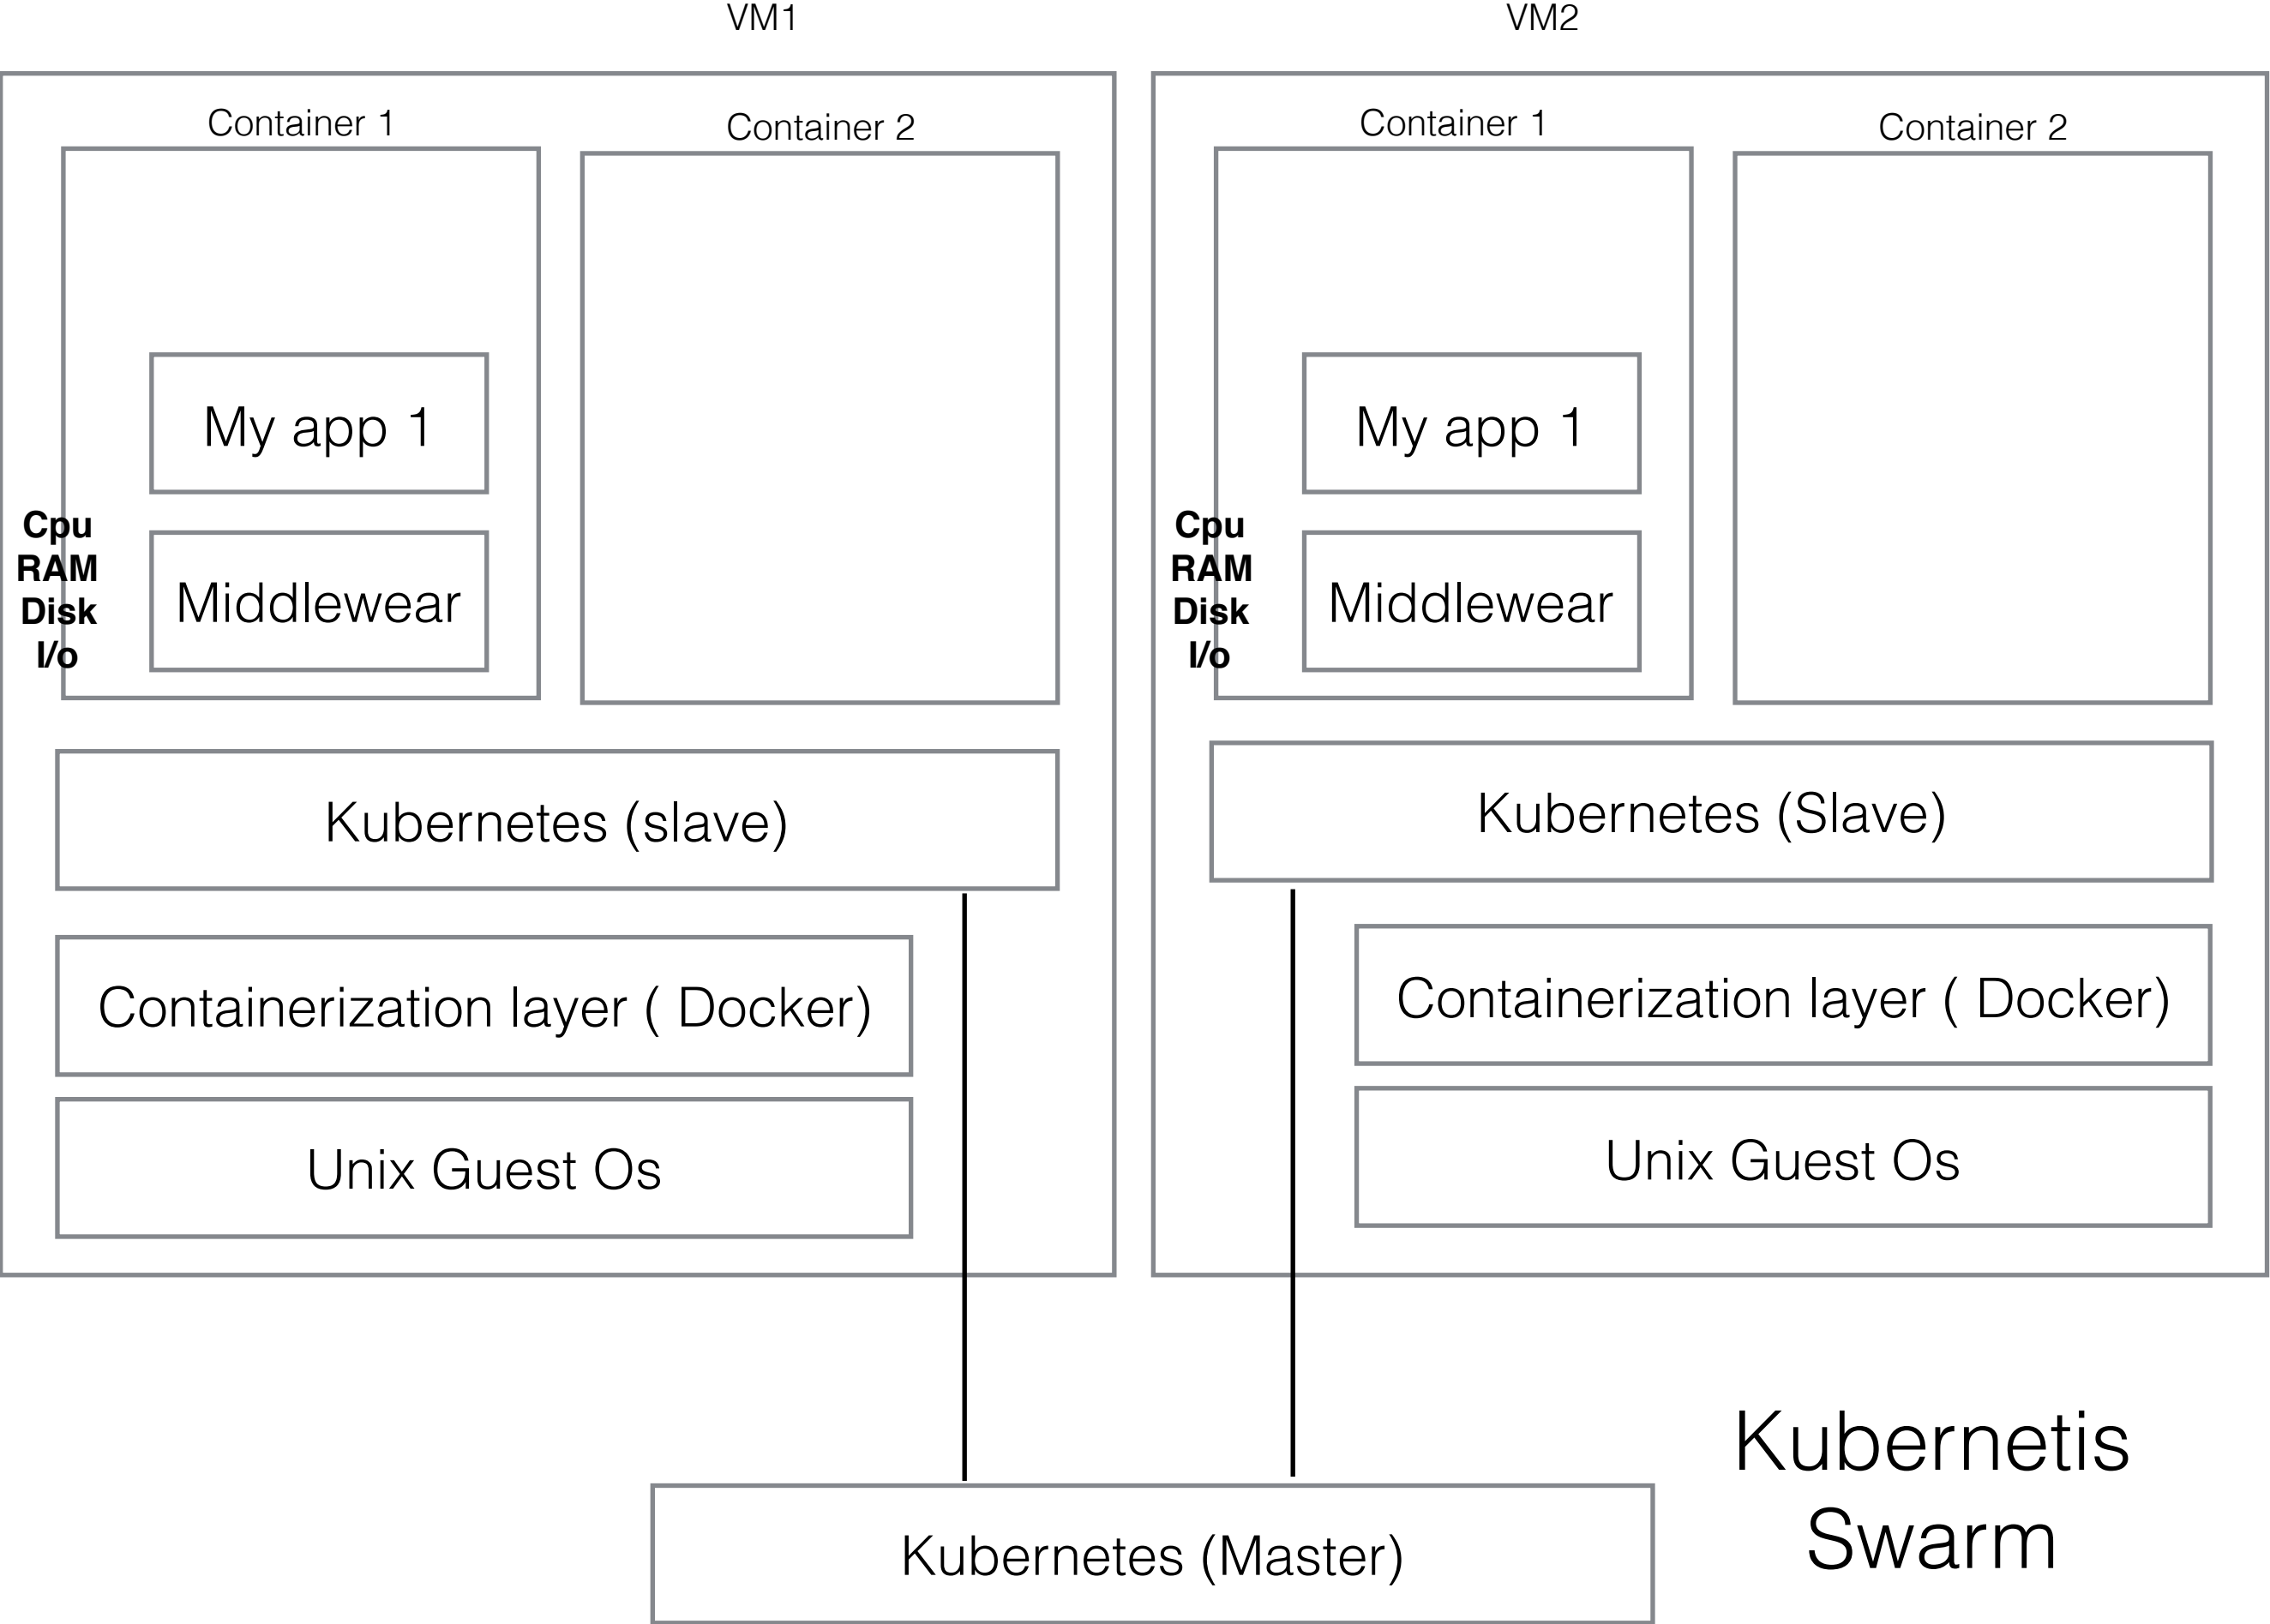 VM1
VM2
Container 1
Container 2
Container 1
Container 2
My app 1
My app 1
Cpu
RAM
Disk
I/o
Middlewear
Cpu
RAM
Disk
I/o
Middlewear
Kubernetes (slave)
Kubernetes (Slave)
Containerization layer ( Docker)
Containerization layer ( Docker)
Unix Guest Os
Unix Guest Os
Kubernetis
Swarm
Kubernetes (Master)